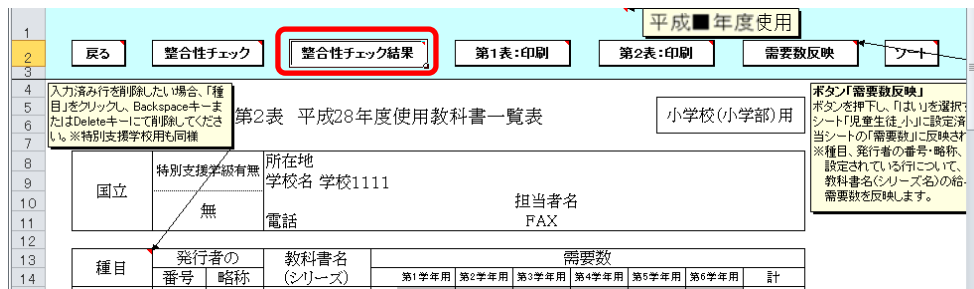 平成■年度使用
戻る 整合性チェック 整合性チェック結果 第1表:印刷 第2表:印刷 需要数反映 ソート
入力済み行を削除したい場合、「種
目」をクリックし、Backspaceキーま
たはDeleteキーにて削除してくださ
い。※特別支援学校用も同様
第2表 平成28年度使用教科書一覧表
小学校(小学部)用
ボタン「需要数反映」
ボタンを押下し、「はい」を選択す
シート「児童生徒_小」に設定済
当シートの「需要数」に反映され
※種目、発行者の番号・略称、
設定されている行について、
教科書名(シリーズ名)の給
需要数を反映します。
国立
特別支援学級有無
無
所在地
学校名 学校1111
担当者名
電話 FAX
種目 発行者の 教科書名 需要数
番号 略称 (シリーズ) 第1学年用 第2学年用 第3学年用 第4学年用 第5学年用 第6学年用 計
1
2
3
4
5
6
7
8
9
10
11
12
13
14